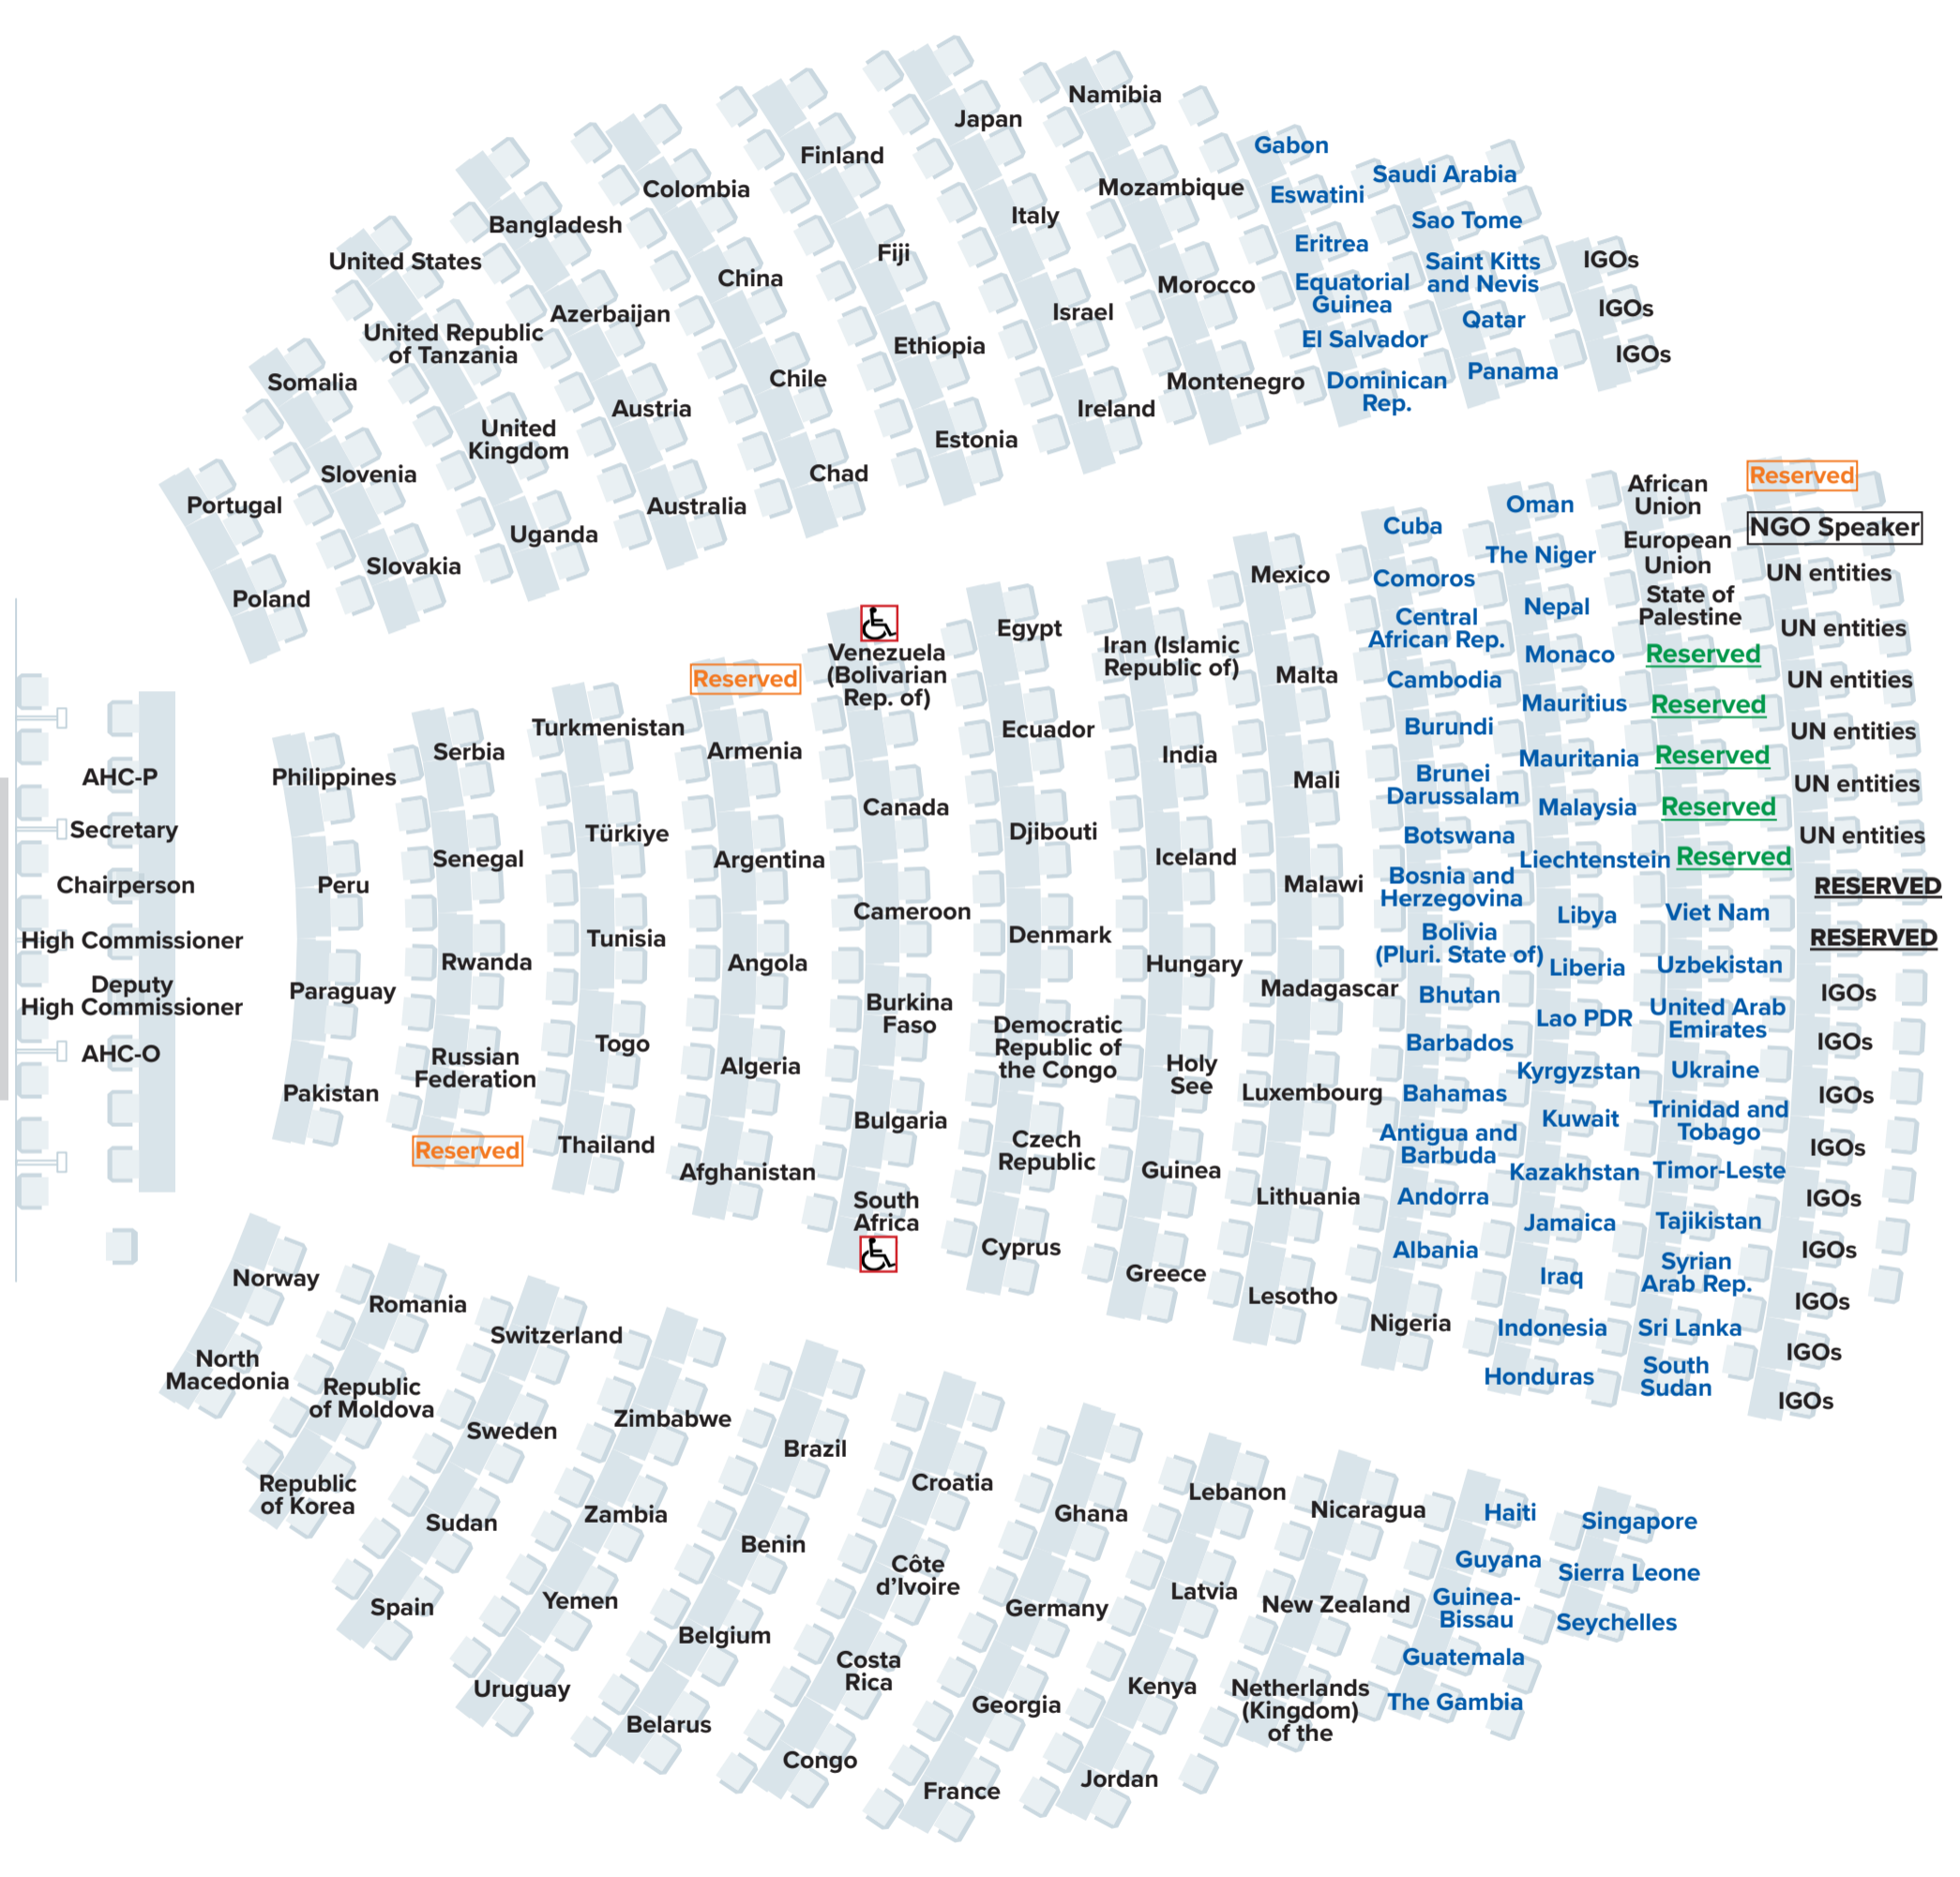 Namibia
Japan
Finland
Mozambique
Gabon
Saudi Arabia
Colombia
Eswatini
Italy
Sao Tome
Bangladesh
Fiji
Eritrea
IGOs
United States
Saint Kitts
and Nevis
China
Morocco
Equatorial
Guinea
IGOs
Azerbaijan
Israel
Qatar
United Republic
of Tanzania
Ethiopia
El Salvador
IGOs
Somalia
Chile
Montenegro
Dominican
Rep.
Panama
Austria
Ireland
United
Kingdom
Estonia
Slovenia
Chad
Portugal
Australia
Uganda
Slovakia
Poland
African
Union
Reserved
Oman
Cuba
NGO Speaker
European
Union
The Niger
Mexico
Comoros
UN entities
State of
Palestine
Nepal
Egypt
Central
African Rep.
UN entities
Iran (Islamic
Republic of)
Monaco
Reserved
Venezuela
(Bolivarian
Rep. of)
Reserved
Malta
Cambodia
UN entities
Mauritius
Reserved
Turkmenistan
Ecuador
Burundi
UN entities
Serbia
Armenia
India
Mauritania
Reserved
AHC-P
Philippines
Mali
Brunei
Darussalam
UN entities
Canada
Malaysia
Reserved
Secretary
Türkiye
Djibouti
Botswana
UN entities
Senegal
Argentina
Iceland
Liechtenstein
Reserved
Chairperson
Peru
Malawi
Bosnia and
Herzegovina
RESERVED
Cameroon
Libya
Viet Nam
High Commissioner
Tunisia
Denmark
Bolivia
(Pluri. State of)
RESERVED
Rwanda
Angola
Hungary
Liberia
Uzbekistan
Deputy
High Commissioner
Paraguay
Madagascar
Bhutan
IGOs
Burkina
Faso
Lao PDR
United Arab
Emirates
AHC-O
Togo
Democratic
Republic of
the Congo
Barbados
IGOs
Russian
Federation
Algeria
Holy
See
Kyrgyzstan
Ukraine
Pakistan
Luxembourg
Bahamas
IGOs
Bulgaria
Kuwait
Trinidad and
Tobago
Reserved
Thailand
Czech
Republic
Antigua and
Barbuda
IGOs
Afghanistan
Guinea
Kazakhstan
Timor-Leste
South
Africa
Lithuania
Andorra
IGOs
Jamaica
Tajikistan
Cyprus
Albania
IGOs
Greece
Iraq
Syrian
Arab Rep.
Lesotho
IGOs
Nigeria
Indonesia
Sri Lanka
IGOs
Honduras
South
Sudan
IGOs
Norway
Romania
Switzerland
North
Macedonia
Republic
of Moldova
Sweden
Zimbabwe
Brazil
Republic
of Korea
Croatia
Lebanon
Sudan
Zambia
Ghana
Nicaragua
Haiti
Singapore
Benin
Côte
d’Ivoire
Guyana
Sierra Leone
Spain
Yemen
Germany
Latvia
New Zealand
Guinea-
Bissau
Seychelles
Belgium
Costa
Rica
Guatemala
Uruguay
Georgia
Kenya
Netherlands
(Kingdom)
of the
The Gambia
Belarus
Congo
France
Jordan